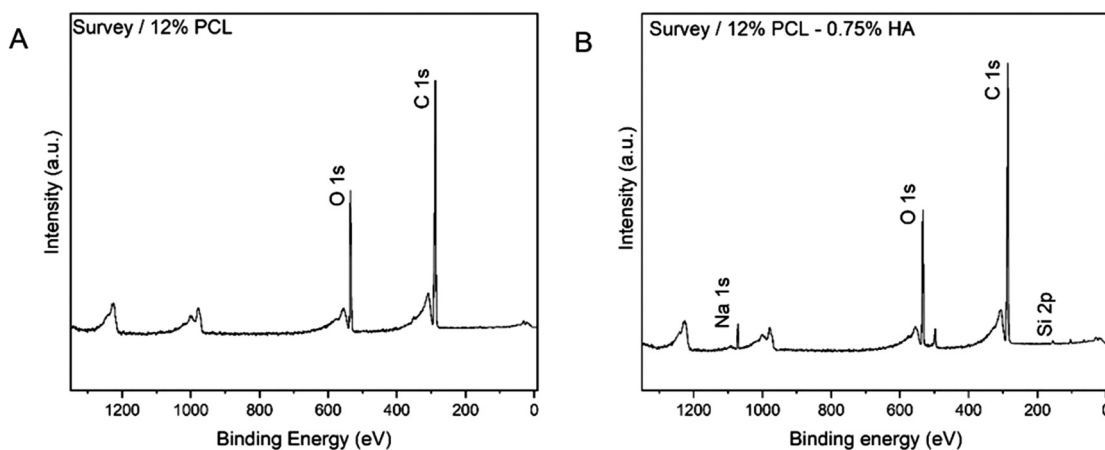 A
Survey / 12% PCL
C 1s
O 1s
Intensity (a.u.)
1200 1000 800 600 400 200 0
Binding Energy (eV)
B
Survey / 12% PCL - 0.75% HA
C 1s
O 1s
Na 1s
Si 2p
Intensity (a.u.)
1200 1000 800 600 400 200 0
Binding energy (eV)